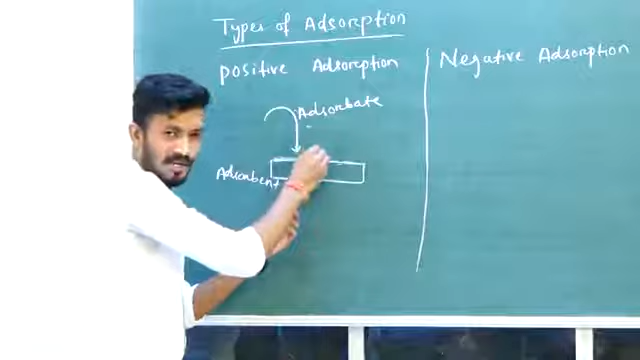 Types of Adsorption
positive Adsorption
Negative Adsorption
Adsorbate
Adsorbent